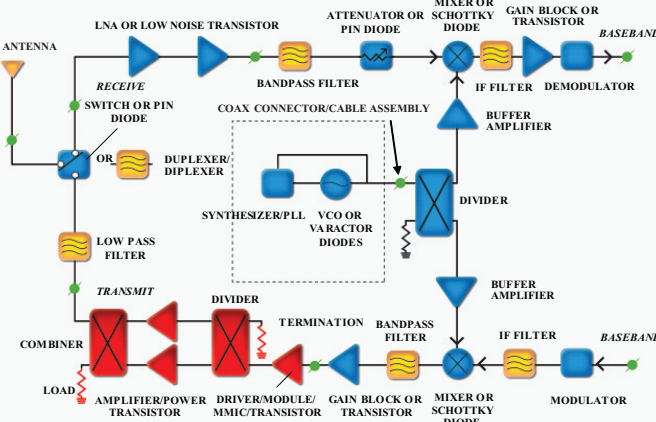 MIXER OR
SCHOTTKY
DIODE
ATTENUATOR OR
PIN DIODE
GAIN BLOCK OR
TRANSISTOR
LNA OR LOW NOISE TRANSISTOR
BASEBAND
ANTENNA
RECEIVE
BANDPASS FILTER
IF FILTER
DEMODULATOR
SWITCH OR PIN
DIODE
COAX CONNECTOR/CABLE ASSEMBLY
BUFFER
AMPLIFIER
OR
DUPLEXER/
DIPLEXER
DIVIDER
SYNTHESIZER/PLL
VCO OR
VARACTOR
DIODES
LOW PASS
FILTER
TRANSMIT
BUFFER
AMPLIFIER
DIVIDER
TERMINATION
BANDPASS
FILTER
IF FILTER
BASEBAND
COMBINER
LOAD
AMPLIFIER/POWER
TRANSISTOR
DRIVER/MODULE/
MMIC/TRANSISTOR
GAIN BLOCK OR
TRANSISTOR
MIXER OR
SCHOTTKY
DIODE
MODULATOR